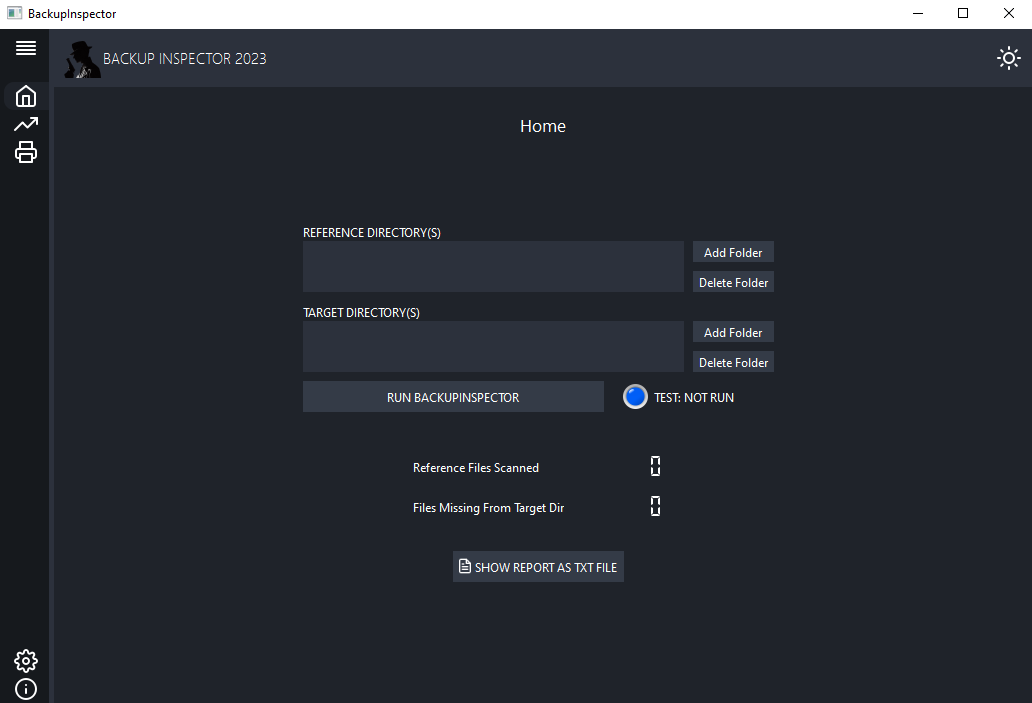 BackupInspector
BACKUP INSPECTOR 2023
Home
REFERENCE DIRECTORY(S)
Add Folder
Delete Folder
TARGET DIRECTORY(S)
Add Folder
Delete Folder
RUN BACKUPINSPECTOR
TEST: NOT RUN
Reference Files Scanned 0
Files Missing From Target Dir 0
SHOW REPORT AS TXT FILE